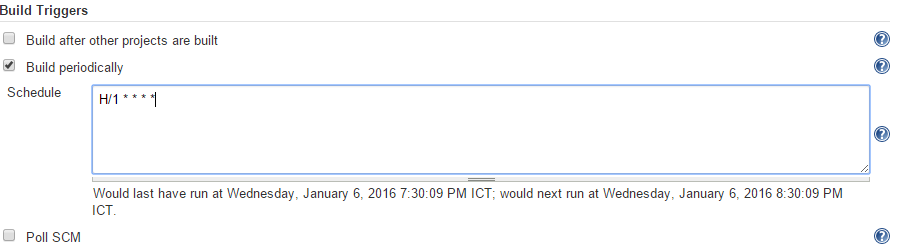 Build Triggers
Build after other projects are built
Build periodically
Schedule
H/1 * * * *
Would last have run at Wednesday, January 6, 2016 7:30:09 PM ICT; would next run at Wednesday, January 6, 2016 8:30:09 PM
ICT.
Poll SCM